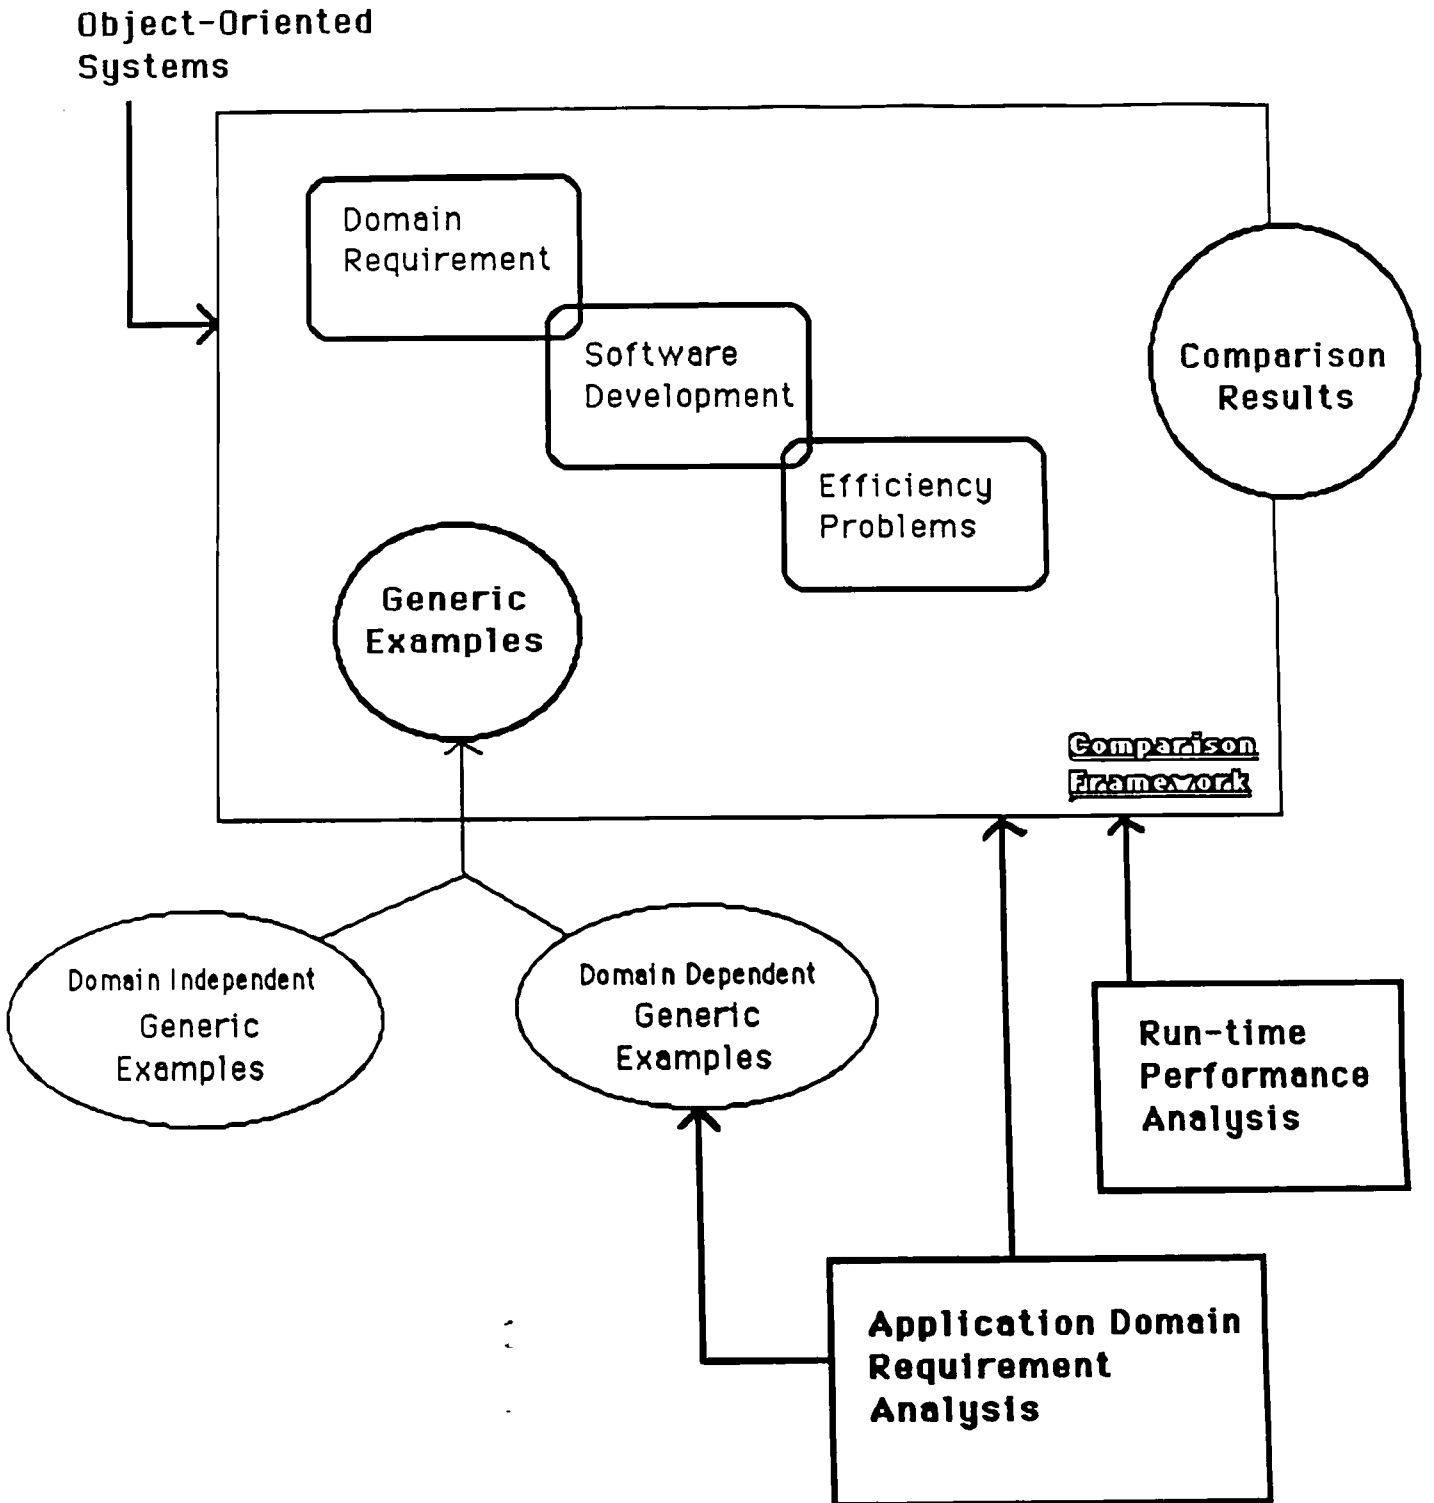 Object-Oriented
Systems
Domain
Requirement
Software
Development
Comparison
Results
Efficiency
Problems
Generic
Examples
Comparison
Framework
Domain Independent
Generic
Examples
Domain Dependent
Generic
Examples
Run-time
Performance
Analysis
Application Domain
Requirement
Analysis